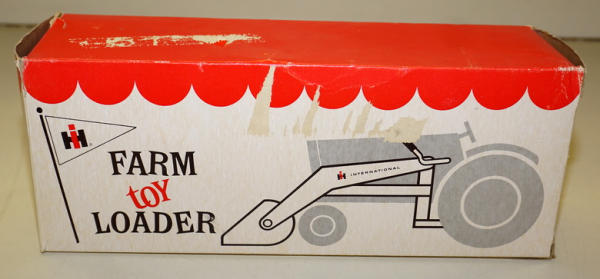 IH
FARM
toy
LOADER
IH INTERNATIONAL